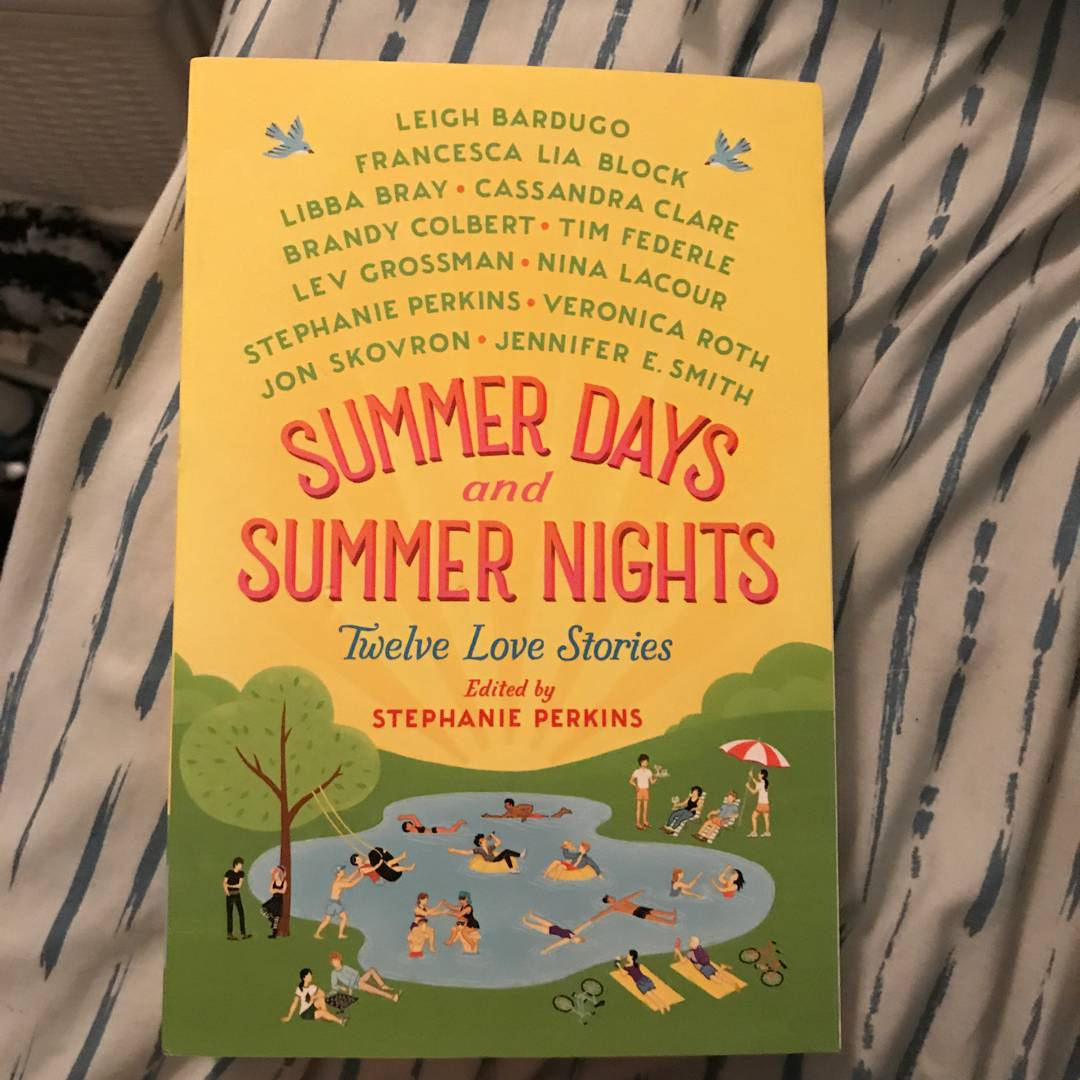 LEIGH BARDUGO
FRANCESCA LIA BLOCK
LIBBA BRAY • CASSANDRA CLARE
BRANDY COLBERT • TIM FEDERLE
LEV GROSSMAN • NINA LACOUR
STEPHANIE PERKINS • VERONICA ROTH
JON SKOVRON • JENNIFER E. SMITH
SUMMER DAYS
and
SUMMER NIGHTS
Twelve Love Stories
Edited by
STEPHANIE PERKINS